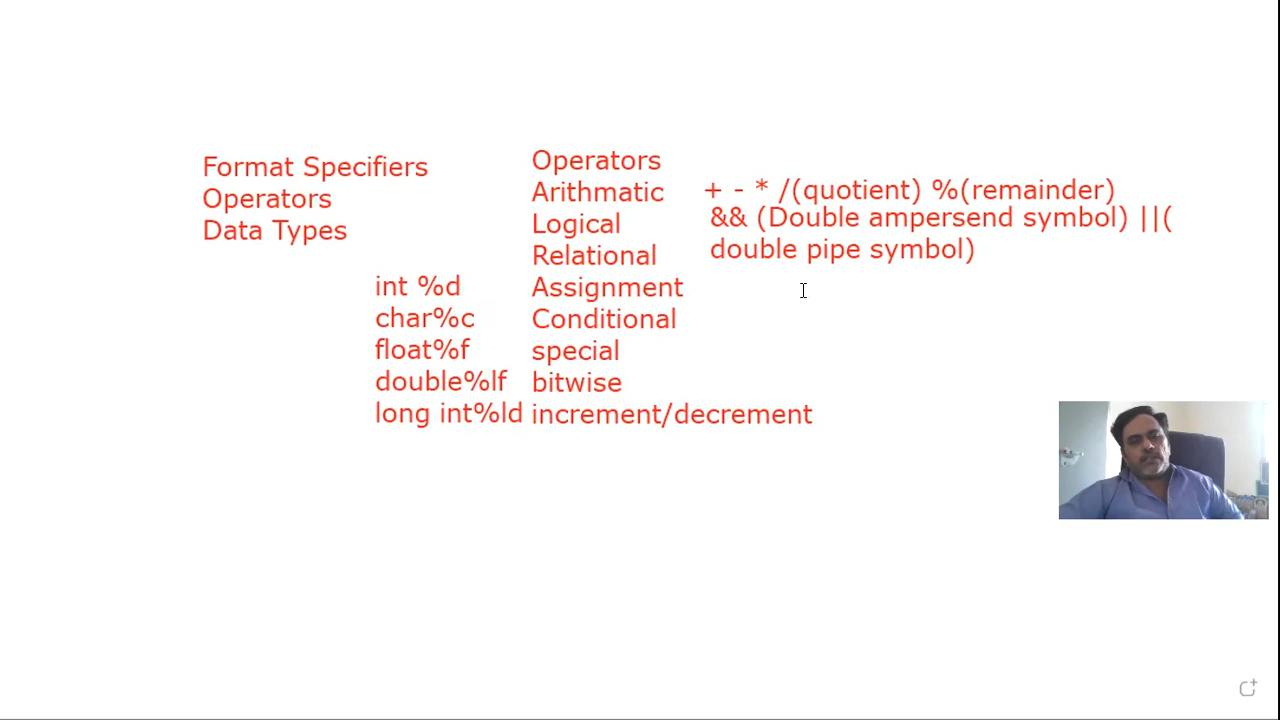 Format Specifiers
Operators
Data Types
int %d
char%c
float%f
double%lf
long int%ld
Operators
Arithmatic
Logical
Relational
Assignment
Conditional
special
bitwise
increment/decrement
+ - * /(quotient) %(remainder)
&& (Double ampersend symbol) ||(
double pipe symbol)